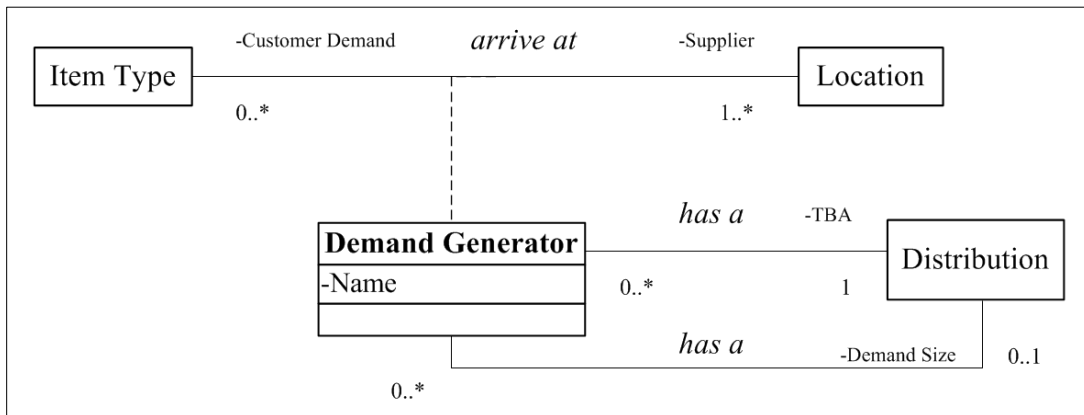 -Customer Demand arrive at -Supplier
Item Type Location
0..* 1..*
has a -TBA
Demand Generator
Distribution
-Name
0..* 1
has a -Demand Size 0..1
0..*